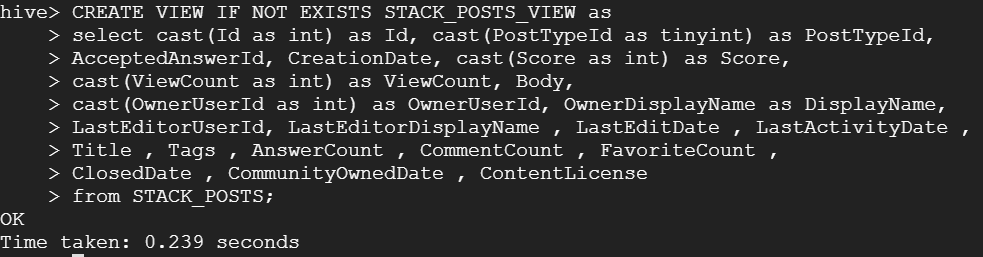 hive> CREATE VIEW IF NOT EXISTS STACK_POSTS_VIEW as
    > select cast(Id as int) as Id, cast(PostTypeId as tinyint) as PostTypeId,
    > AcceptedAnswerId, CreationDate, cast(Score as int) as Score,
    > cast(ViewCount as int) as ViewCount, Body,
    > cast(OwnerUserId as int) as OwnerUserId, OwnerDisplayName as DisplayName,
    > LastEditorUserId, LastEditorDisplayName , LastEditDate , LastActivityDate ,
    > Title , Tags , AnswerCount , CommentCount , FavoriteCount ,
    > ClosedDate , CommunityOwnedDate , ContentLicense
    > from STACK_POSTS;
OK
Time taken: 0.239 seconds